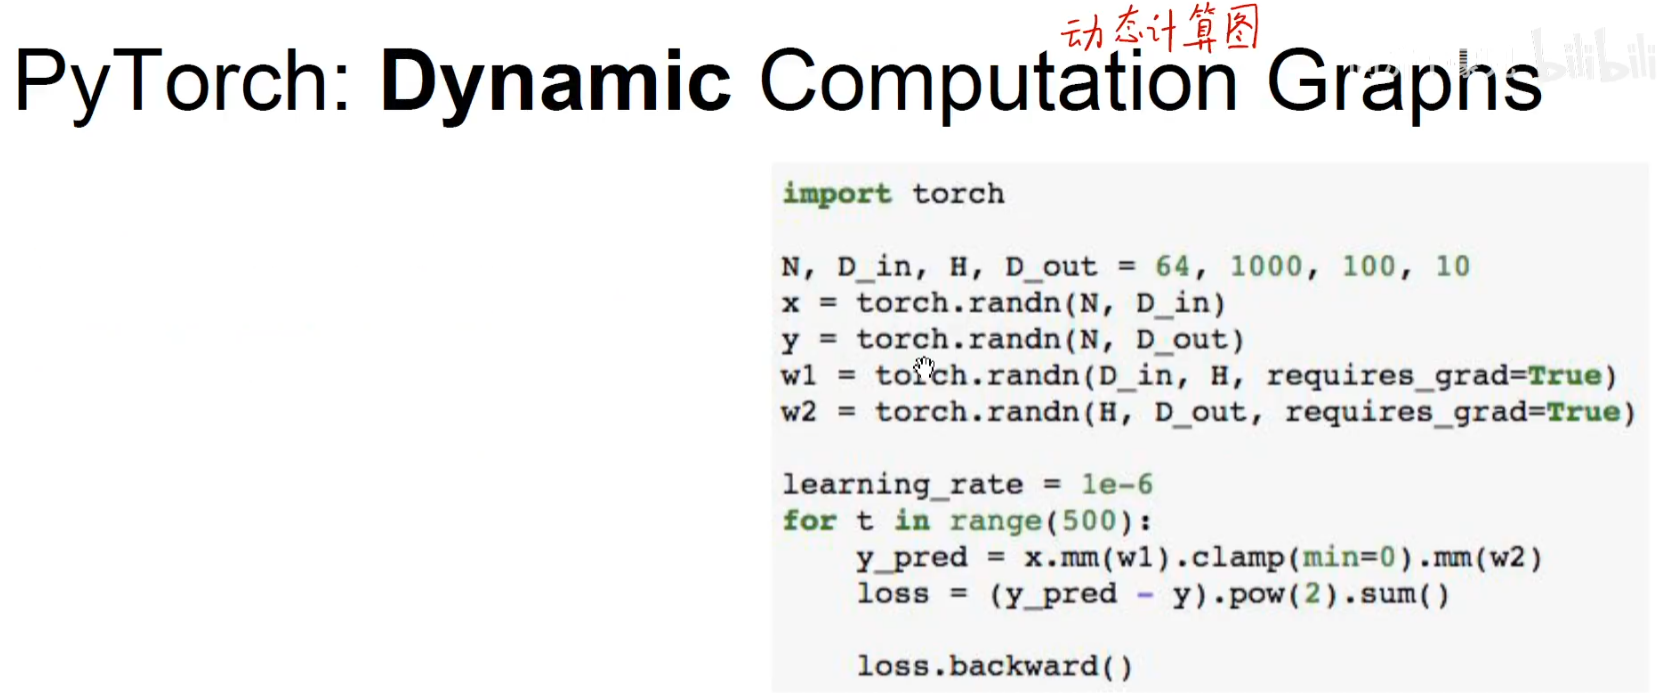 动态计算图
PyTorch: Dynamic Computation Graphs
bilibili
import torch
N, D_in, H, D_out = 64, 1000, 100, 10
x = torch.randn(N, D_in)
y = torch.randn(N, D_out)
w1 = torch.randn(D_in, H, requires_grad=True)
w2 = torch.randn(H, D_out, requires_grad=True)
learning_rate = 1e-6
for t in range(500):
    y_pred = x.mm(w1).clamp(min=0).mm(w2)
    loss = (y_pred - y).pow(2).sum()
    loss.backward()